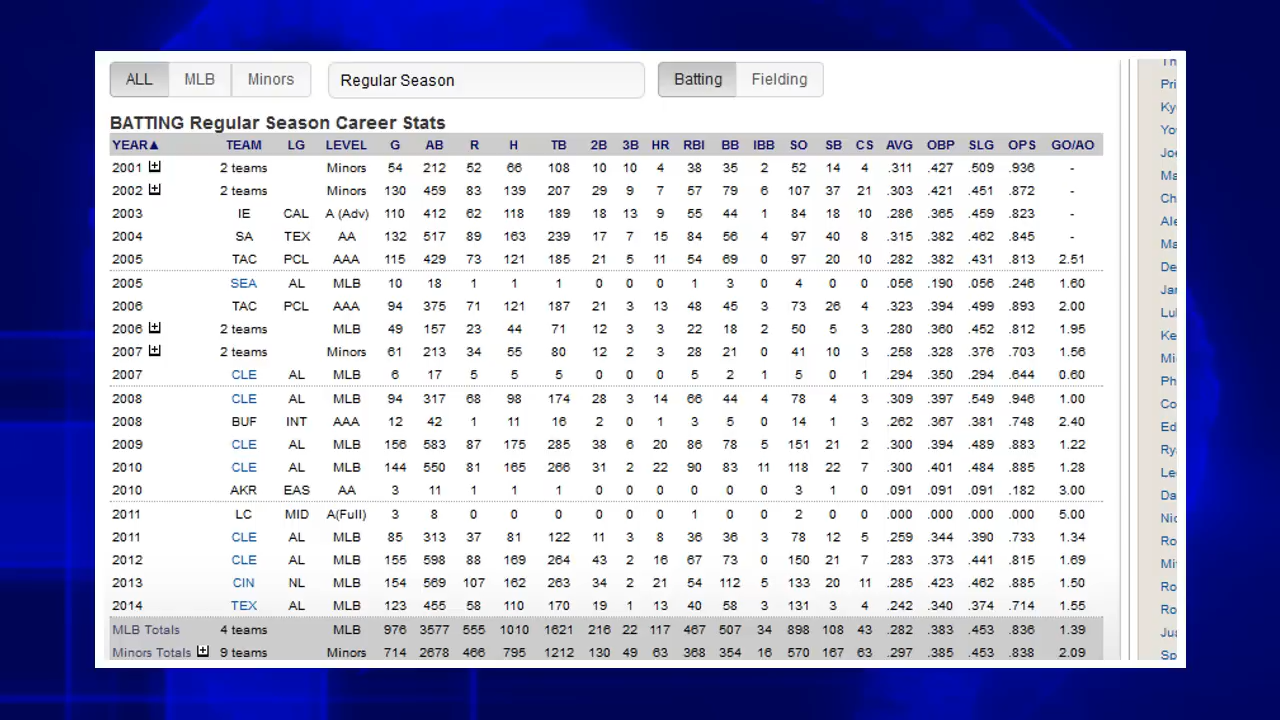 ALL MLB Minors Regular Season Batting Fielding
BATTING Regular Season Career Stats
YEAR▲ TEAM LG LEVEL G AB R H TB 2B 3B HR RBI BB IBB SO SB CS AVG OBP SLG OPS GO/AO
2001 2 teams Minors 54 212 52 66 108 10 10 4 38 35 2 52 14 4 .311 .427 .509 .936 -
2002 2 teams Minors 130 459 83 139 207 29 9 7 57 79 6 107 37 21 .303 .421 .451 .872 -
2003 IE CAL A (Adv) 110 412 62 118 189 18 13 9 55 44 1 84 18 10 .286 .365 .459 .823 -
2004 SA TEX AA 132 517 89 163 239 17 7 15 84 56 4 97 40 8 .315 .382 .462 .845 -
2005 TAC PCL AAA 115 429 73 121 185 21 5 11 54 69 0 97 20 10 .282 .382 .431 .813 2.51
2005 SEA AL MLB 10 18 1 1 1 0 0 0 1 3 0 4 0 0 .056 .190 .056 .246 1.60
2006 TAC PCL AAA 94 375 71 121 187 21 3 13 48 45 3 73 26 4 .323 .394 .499 .893 2.00
2006 2 teams MLB 49 157 23 44 71 12 3 3 22 18 2 50 5 3 .280 .360 .452 .812 1.95
2007 2 teams Minors 61 213 34 55 80 12 2 3 28 21 0 41 10 3 .258 .328 .376 .703 1.56
2007 CLE AL MLB 6 17 5 5 5 0 0 0 5 2 1 5 0 1 .294 .350 .294 .644 0.60
2008 CLE AL MLB 94 317 68 98 174 28 3 14 66 44 4 78 4 3 .309 .397 .549 .946 1.00
2008 BUF INT AAA 12 42 1 11 16 2 0 1 3 5 0 14 1 3 .262 .367 .381 .748 2.40
2009 CLE AL MLB 156 583 87 175 285 38 6 20 86 78 5 151 21 2 .300 .394 .489 .883 1.22
2010 CLE AL MLB 144 550 81 165 266 31 2 22 90 83 11 118 22 7 .300 .401 .484 .885 1.28
2010 AKR EAS AA 3 11 1 1 1 0 0 0 0 0 0 3 1 0 .091 .091 .091 .182 3.00
2011 LC MID A(Full) 3 8 0 0 0 0 0 0 1 0 0 2 0 0 .000 .000 .000 .000 5.00
2011 CLE AL MLB 85 313 37 81 122 11 3 8 36 36 3 78 12 5 .259 .344 .390 .733 1.34
2012 CLE AL MLB 155 598 88 169 264 43 2 16 67 73 0 150 21 7 .283 .373 .441 .815 1.69
2013 CIN NL MLB 154 569 107 162 263 34 2 21 54 112 5 133 20 11 .285 .423 .462 .885 1.50
2014 TEX AL MLB 123 455 58 110 170 19 1 13 40 58 3 131 3 4 .242 .340 .374 .714 1.55
MLB Totals 4 teams MLB 976 3577 555 1010 1621 216 22 117 467 507 34 898 108 43 .282 .383 .453 .836 1.39
Minors Totals 9 teams Minors 714 2678 466 795 1212 130 49 63 368 354 16 570 167 63 .297 .385 .453 .838 2.09
Pri
Ky
Yo
Joe
Ma
Ch
Ale
Ma
De
Jar
Luk
Ke
Mi
Ph
Co
Ed
Ry
Le
Da
Nic
Ro
Mit
Ro
Ro
Jua
Sp